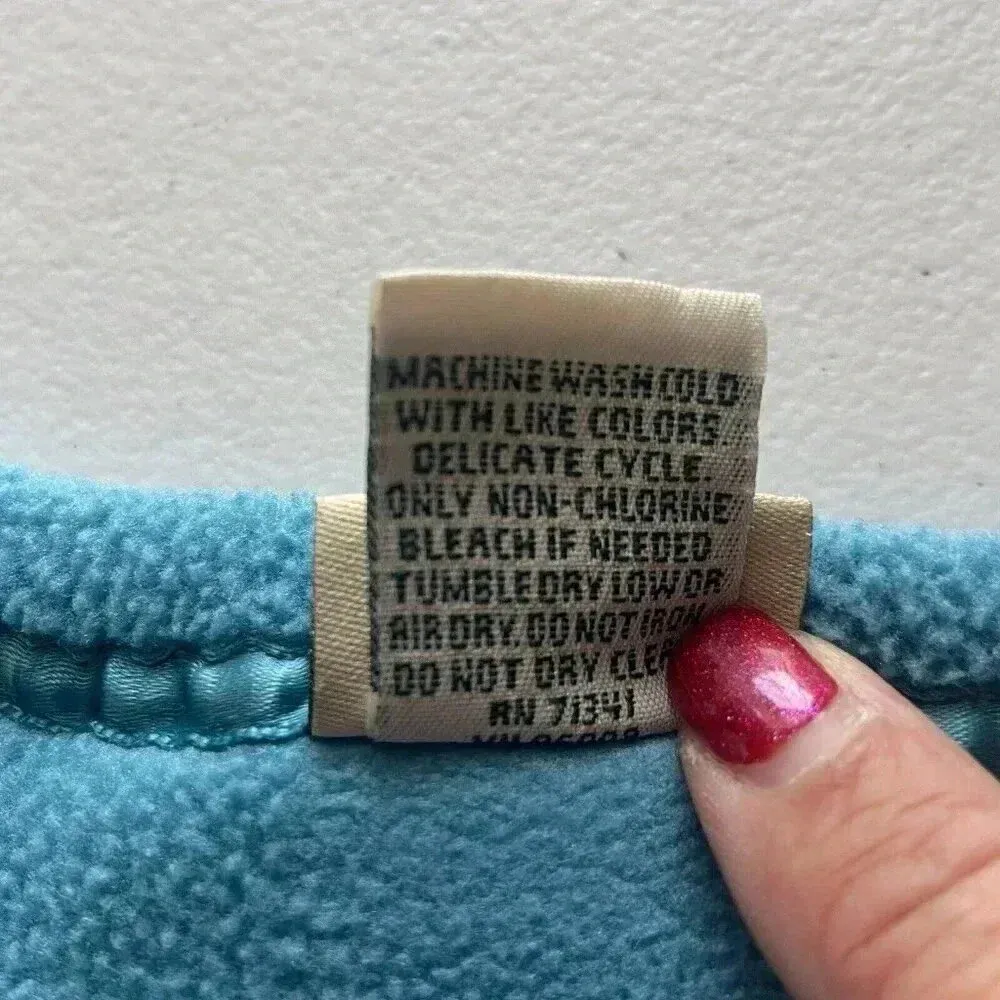 MACHINE WASH COLD
WITH LIKE COLORS
DELICATE CYCLE
ONLY NON-CHLORINE
BLEACH IF NEEDED
TUMBLE DRY LOW OR
AIR DRY. DO NOT IRON
DO NOT DRY
RN 71341